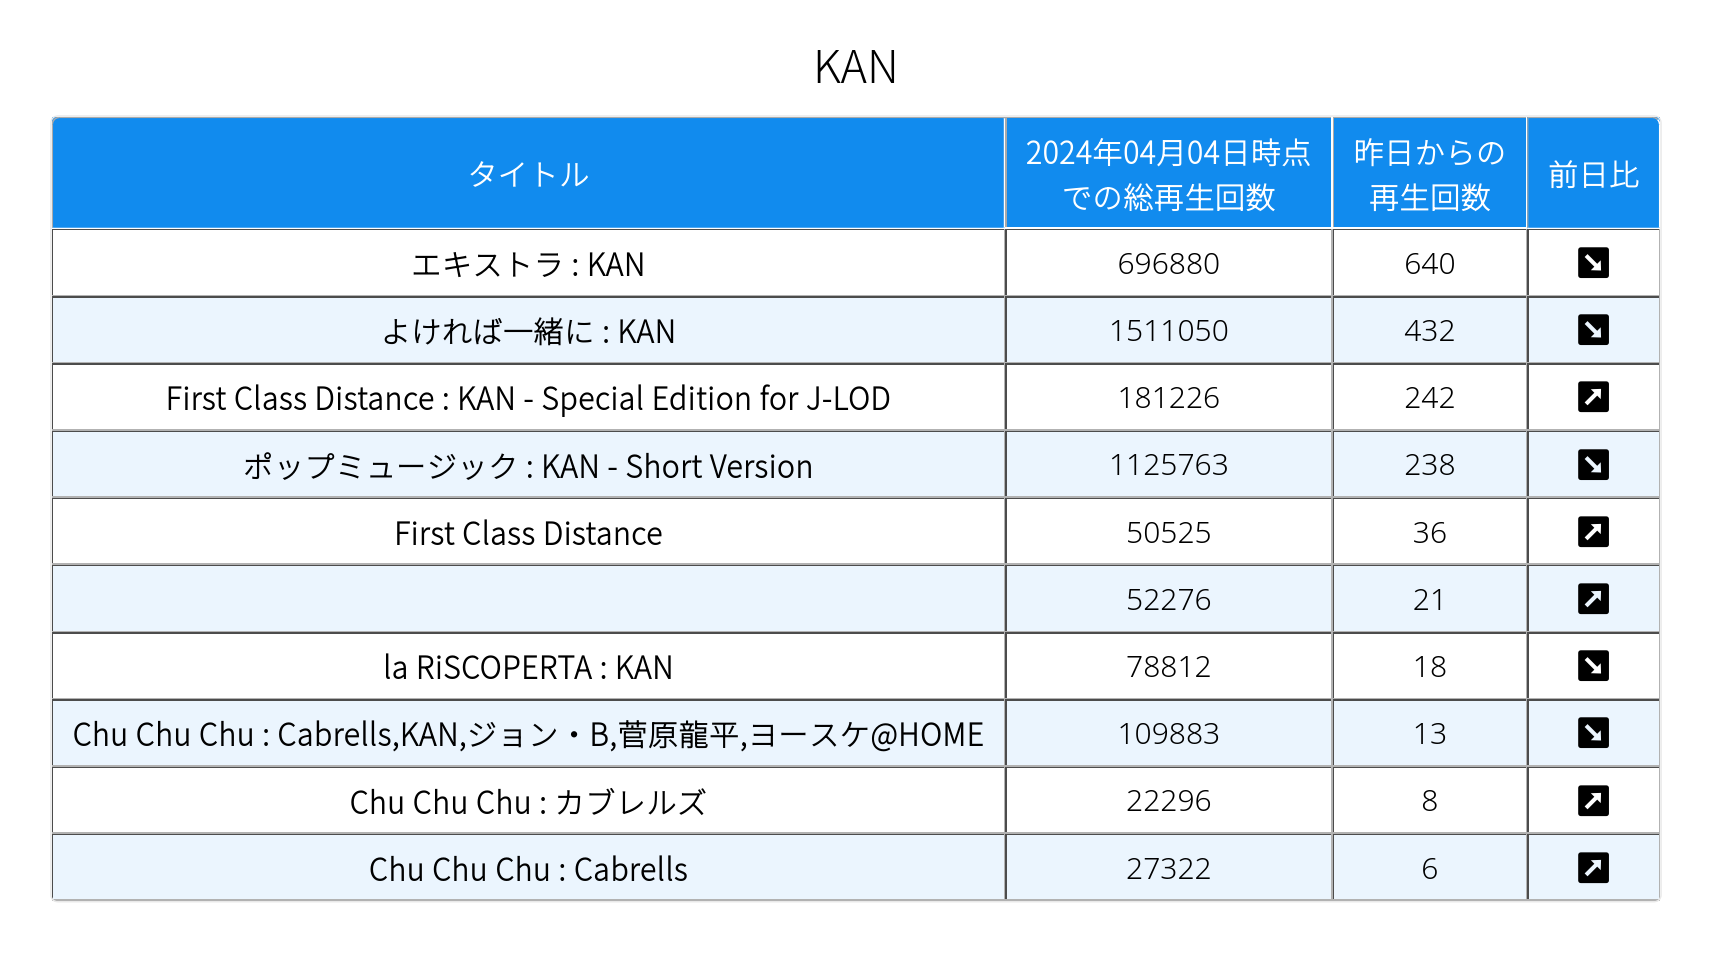 KAN
タイトル
2024年04月04日時点
での総再生回数
昨日からの
再生回数
前日比
エキストラ : KAN 696880 640
よければ一緒に : KAN 1511050 432
First Class Distance : KAN - Special Edition for J-LOD 181226 242
ポップミュージック : KAN - Short Version 1125763 238
First Class Distance 50525 36
52276 21
la RiSCOPERTA : KAN 78812 18
Chu Chu Chu : Cabrells,KAN,ジョン・B,菅原龍平,ヨースケ@HOME 109883 13
Chu Chu Chu : カブレルズ 22296 8
Chu Chu Chu : Cabrells 27322 6